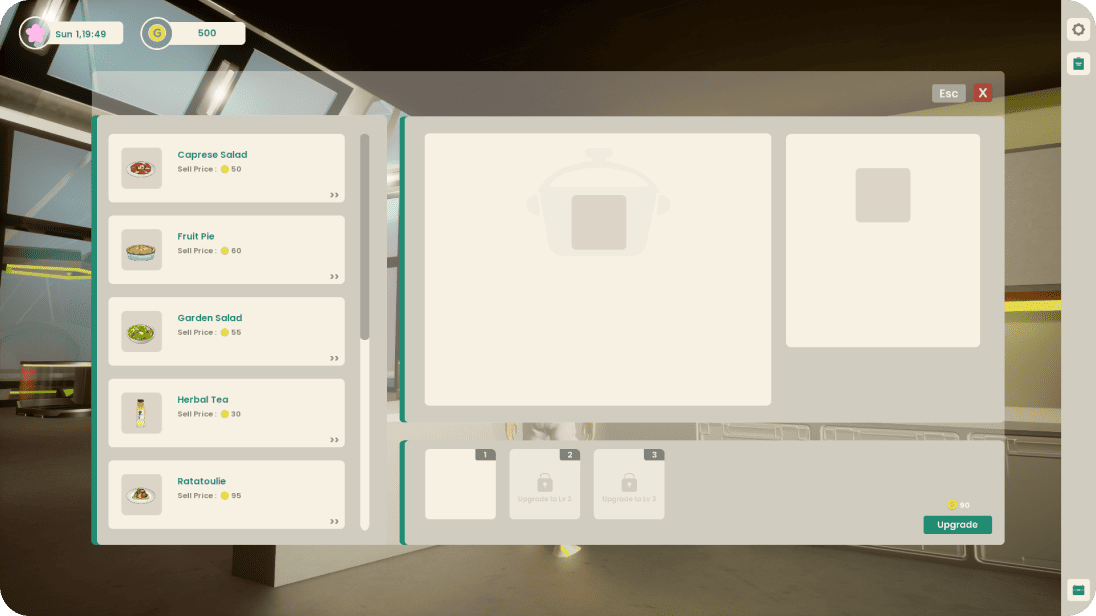 Sun 1,19:49
G
500
Esc
X
Caprese Salad
Sell Price : 50
>>
Fruit Pie
Sell Price : 60
>>
Garden Salad
Sell Price : 55
>>
Herbal Tea
Sell Price : 30
>>
Ratatoulie
Sell Price : 95
>>
1
2
Upgrade to Lv 2
3
Upgrade to Lv 3
90
Upgrade